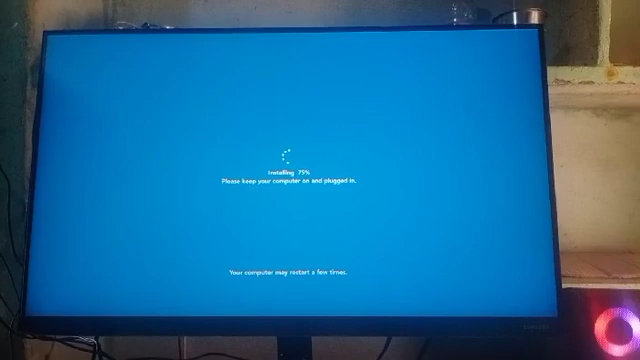 Installing 75%
Please keep your computer on and plugged in.
Your computer may restart a few times.